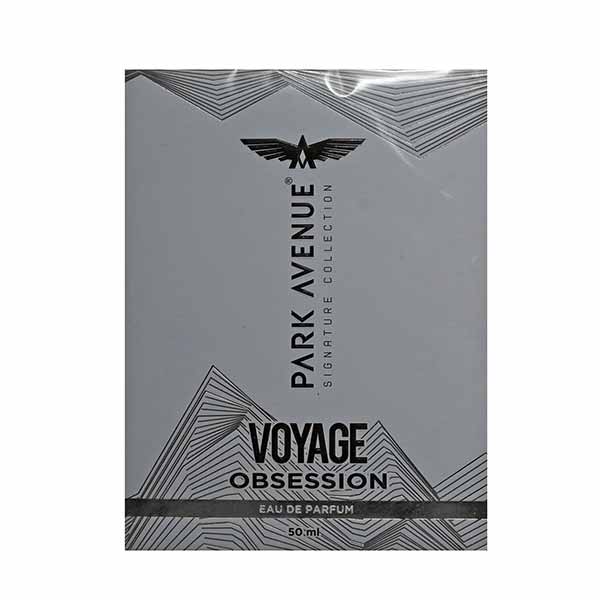 PARK AVENUE®
SIGNATURE COLLECTION
VOYAGE
OBSESSION
EAU DE PARFUM
50 ml